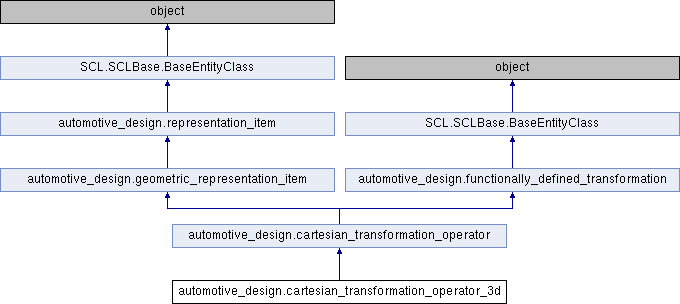 object
SCL.SCLBase.BaseEntityClass
object
automotive_design.representation_item
SCL.SCLBase.BaseEntityClass
automotive_design.geometric_representation_item
automotive_design.functionally_defined_transformation
automotive_design.cartesian_transformation_operator
automotive_design.cartesian_transformation_operator_3d